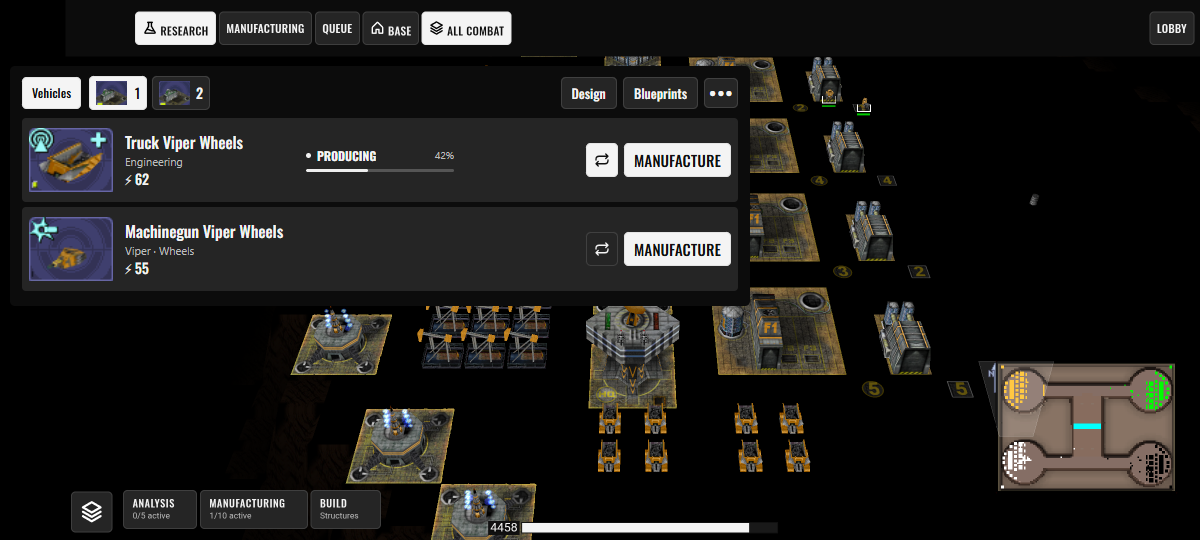 RESEARCH
MANUFACTURING
QUEUE
BASE
ALL COMBAT
LOBBY
Vehicles
1
2
Design
Blueprints
Truck Viper Wheels
Engineering
62
PRODUCING
42%
MANUFACTURE
Machinegun Viper Wheels
Viper · Wheels
55
MANUFACTURE
2
4
4
3
2
F1
5
5
HQ
N
ANALYSIS
0/5 active
MANUFACTURING
1/10 active
BUILD
Structures
4458